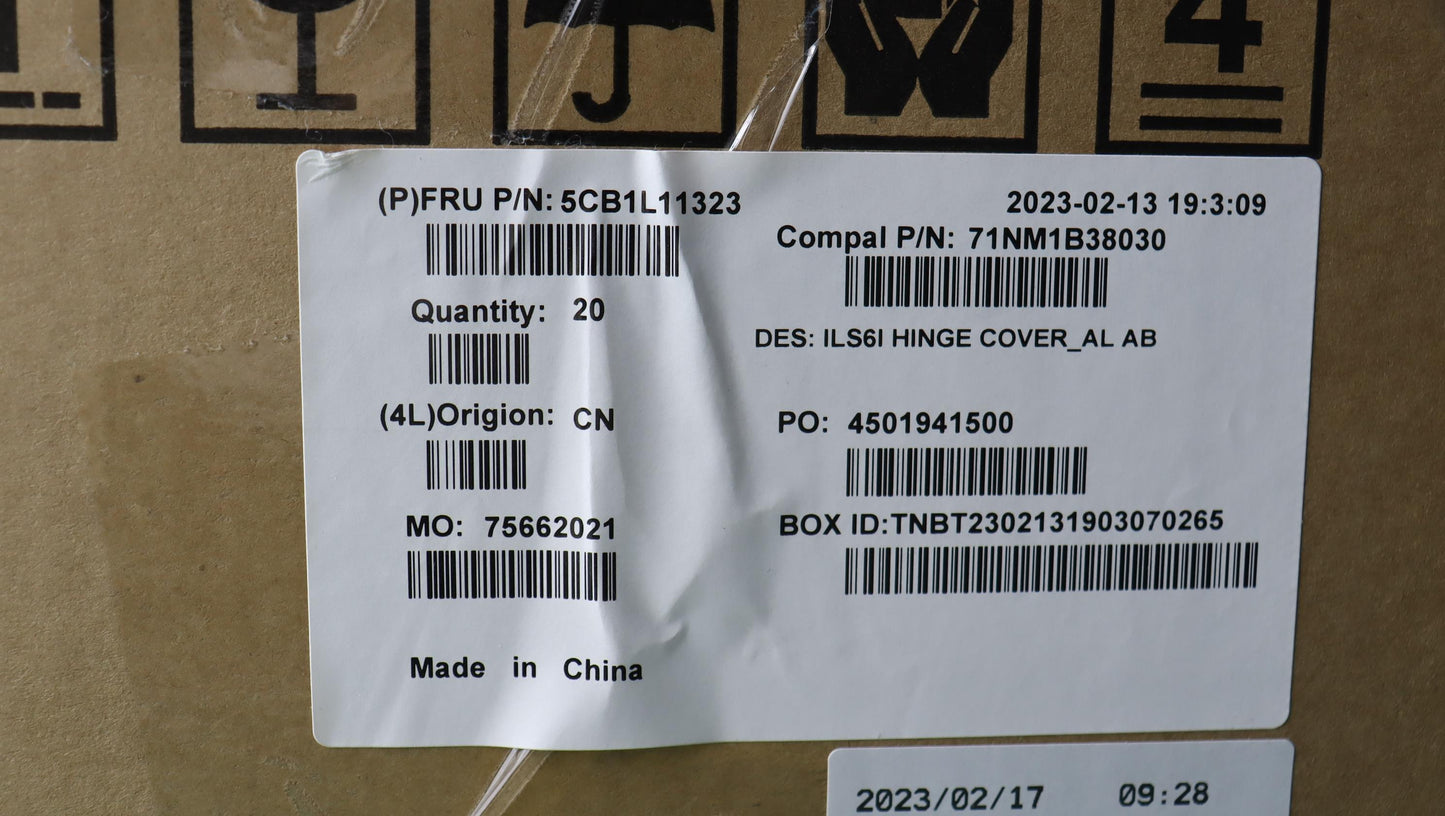 4
(P)FRU P/N: 5CB1L11323
2023-02-13 19:3:09
Compal P/N: 71NM1B38030
Quantity: 20
DES: ILS6I HINGE COVER_AL AB
(4L)Origion: CN
PO: 4501941500
MO: 75662021
BOX ID:TNBT2302131903070265
Made in China
2023/02/17 09:28